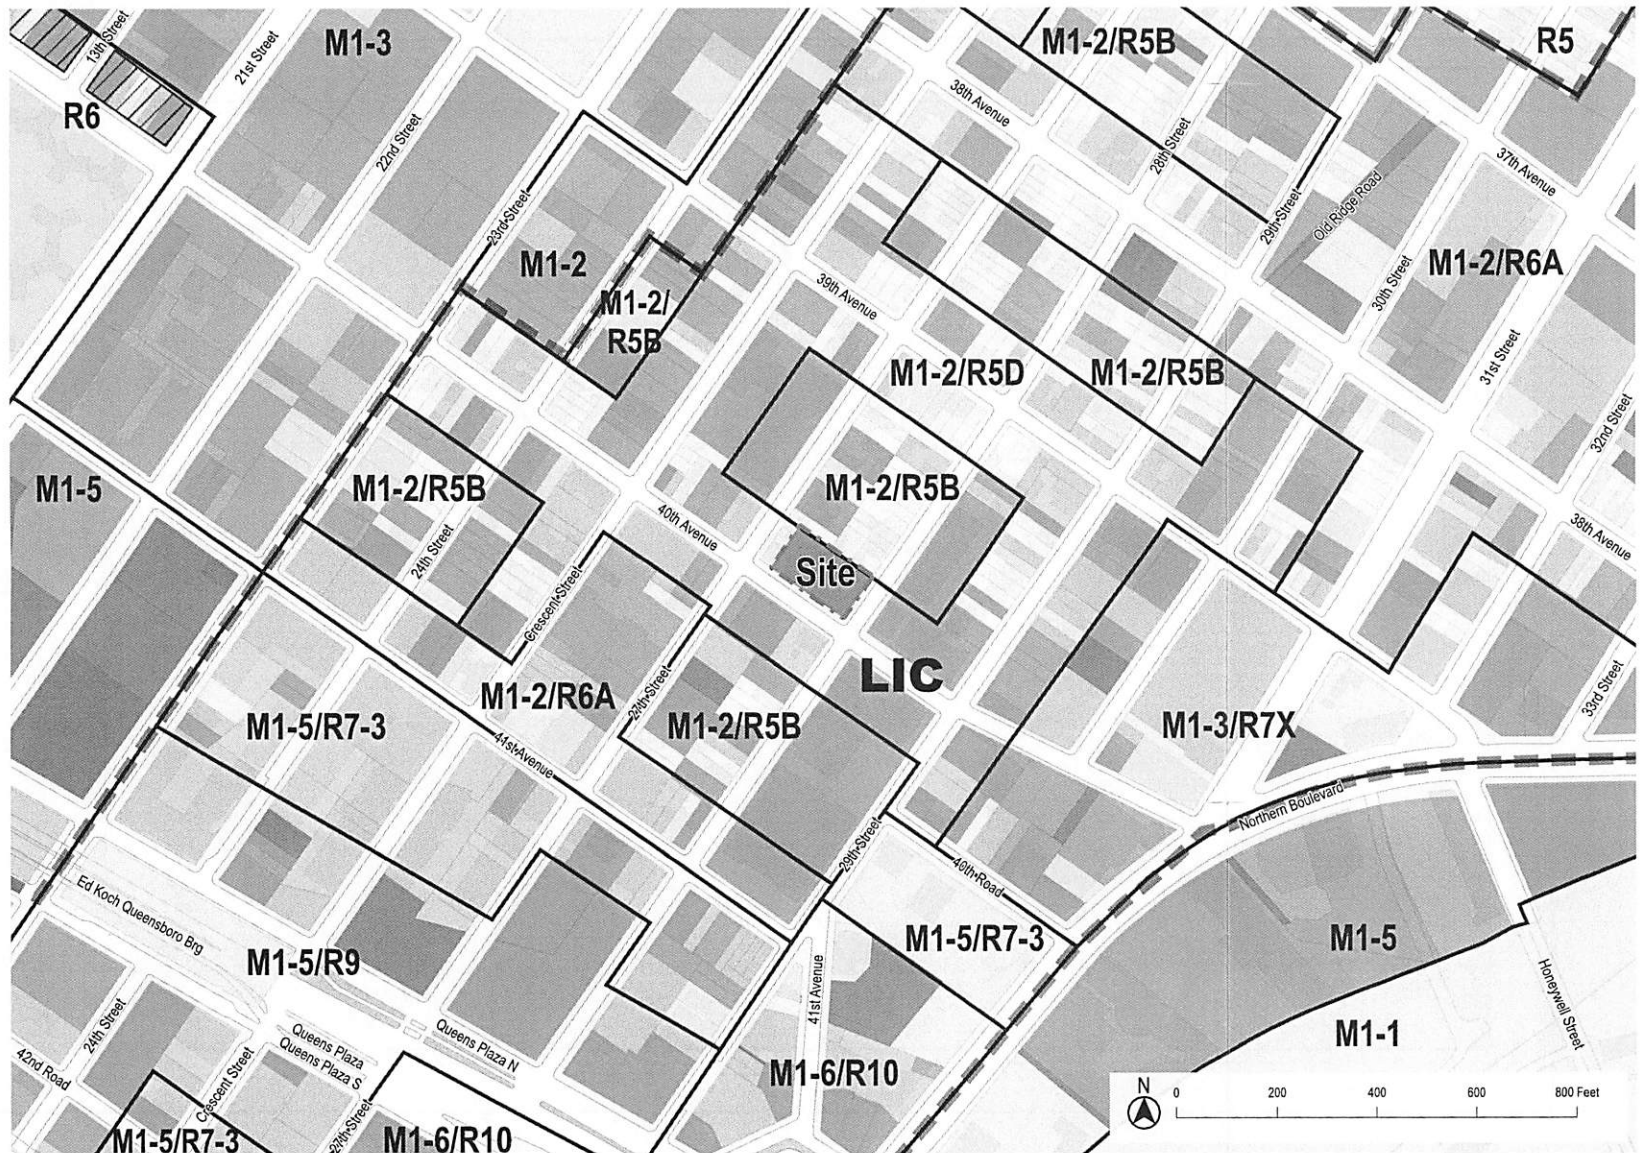 13th Street
21st Street
M1-3
M1-2/R5B
R5
R6
22nd Street
38th Avenue
28th Street
37th Avenue
23rd Street
29th Street
Old Ridge Road
M1-2
M1-2/
R5B
39th Avenue
30th Street
M1-2/R6A
M1-2/R5D
M1-2/R5B
31st Street
32nd Street
M1-5
M1-2/R5B
M1-2/R5B
40th Avenue
38th Avenue
24th Street
Site
Crescent Street
LIC
M1-2/R6A
27th Street
M1-2/R5B
M1-3/R7X
33rd Street
M1-5/R7-3
41st Avenue
Northern Boulevard
29th Street
40th Road
Ed Koch Queensboro Brg
M1-5/R9
M1-5/R7-3
M1-5
41st Avenue
Honeywell Street
24th Street
Queens Plaza
Queens Plaza S
Queens Plaza N
M1-1
42nd Road
Crescent Street
M1-6/R10
27th Street
M1-5/R7-3
M1-6/R10
N
0 200 400 600 800 Feet